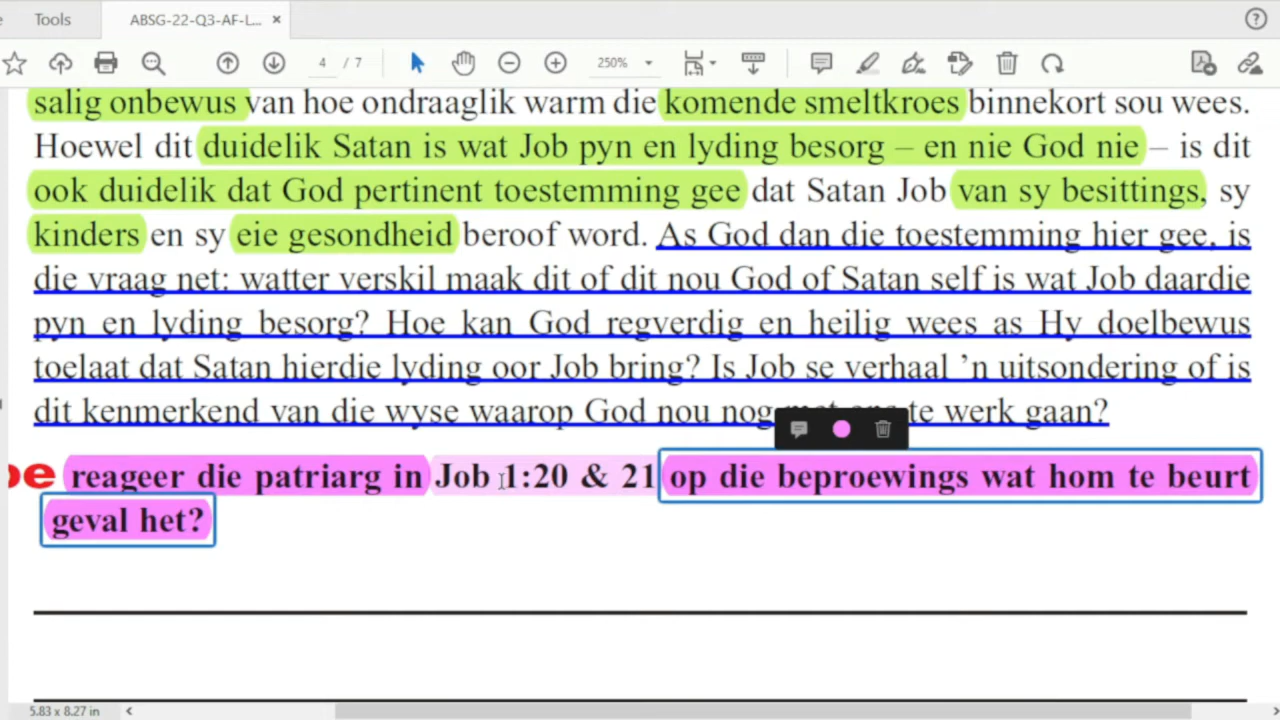 e Tools ABSG-22-Q3-AF-L... ×
4 / 7 250%
salig onbewus van hoe ondraaglik warm die komende smeltkroes binnekort sou wees.
Hoewel dit duidelik Satan is wat Job pyn en lyding besorg – en nie God nie – is dit
ook duidelik dat God pertinent toestemming gee dat Satan Job van sy besittings, sy
kinders en sy eie gesondheid beroof word. As God dan die toestemming hier gee, is
die vraag net: watter verskil maak dit of dit nou God of Satan self is wat Job daardie
pyn en lyding besorg? Hoe kan God regverdig en heilig wees as Hy doelbewus
toelaat dat Satan hierdie lyding oor Job bring? Is Job se verhaal ’n uitsondering of is
dit kenmerkend van die wyse waarop God nou nog met ons te werk gaan?
oe reageer die patriarg in Job 1:20 & 21 op die beproewings wat hom te beurt
geval het?
5.83 x 8.27 in